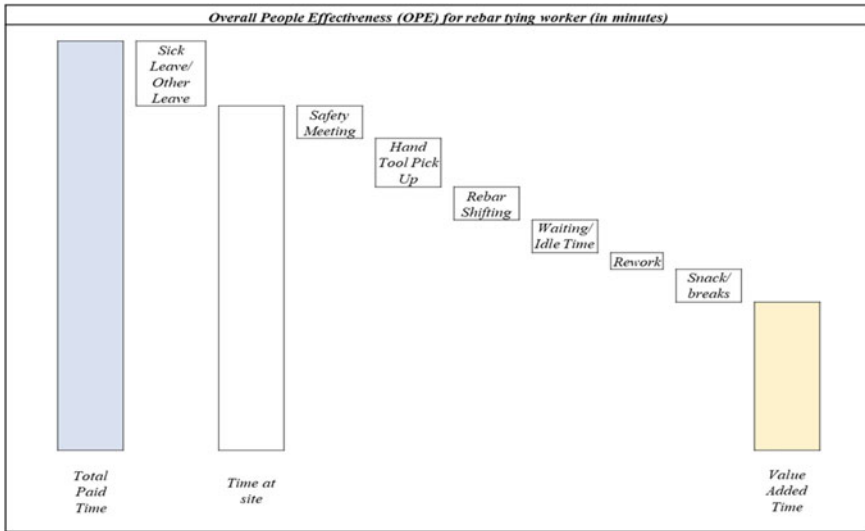 Overall People Effectiveness (OPE) for rebar tying worker (in minutes)
Sick
Leave/
Other
Leave
Safety
Meeting
Hand
Tool Pick
Up
Rebar
Shifting
Waiting/
Idle Time
Rework
Snack/
breaks
Total
Paid
Time
Time at
site
Value
Added
Time